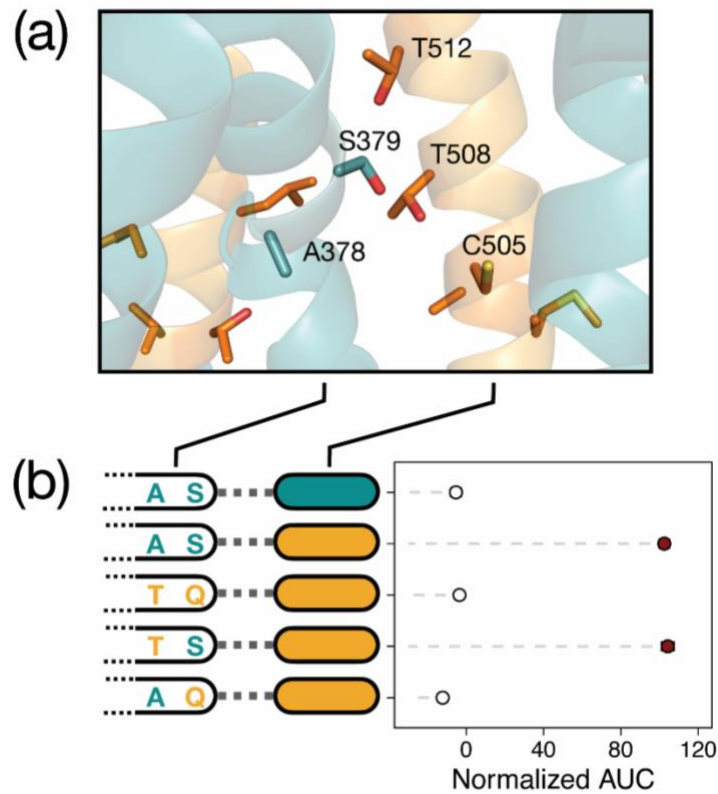 (a)
T512
S379
T508
A378
C505
(b)
A S
A S
T Q
T S
A Q
0 40 80 120
Normalized AUC